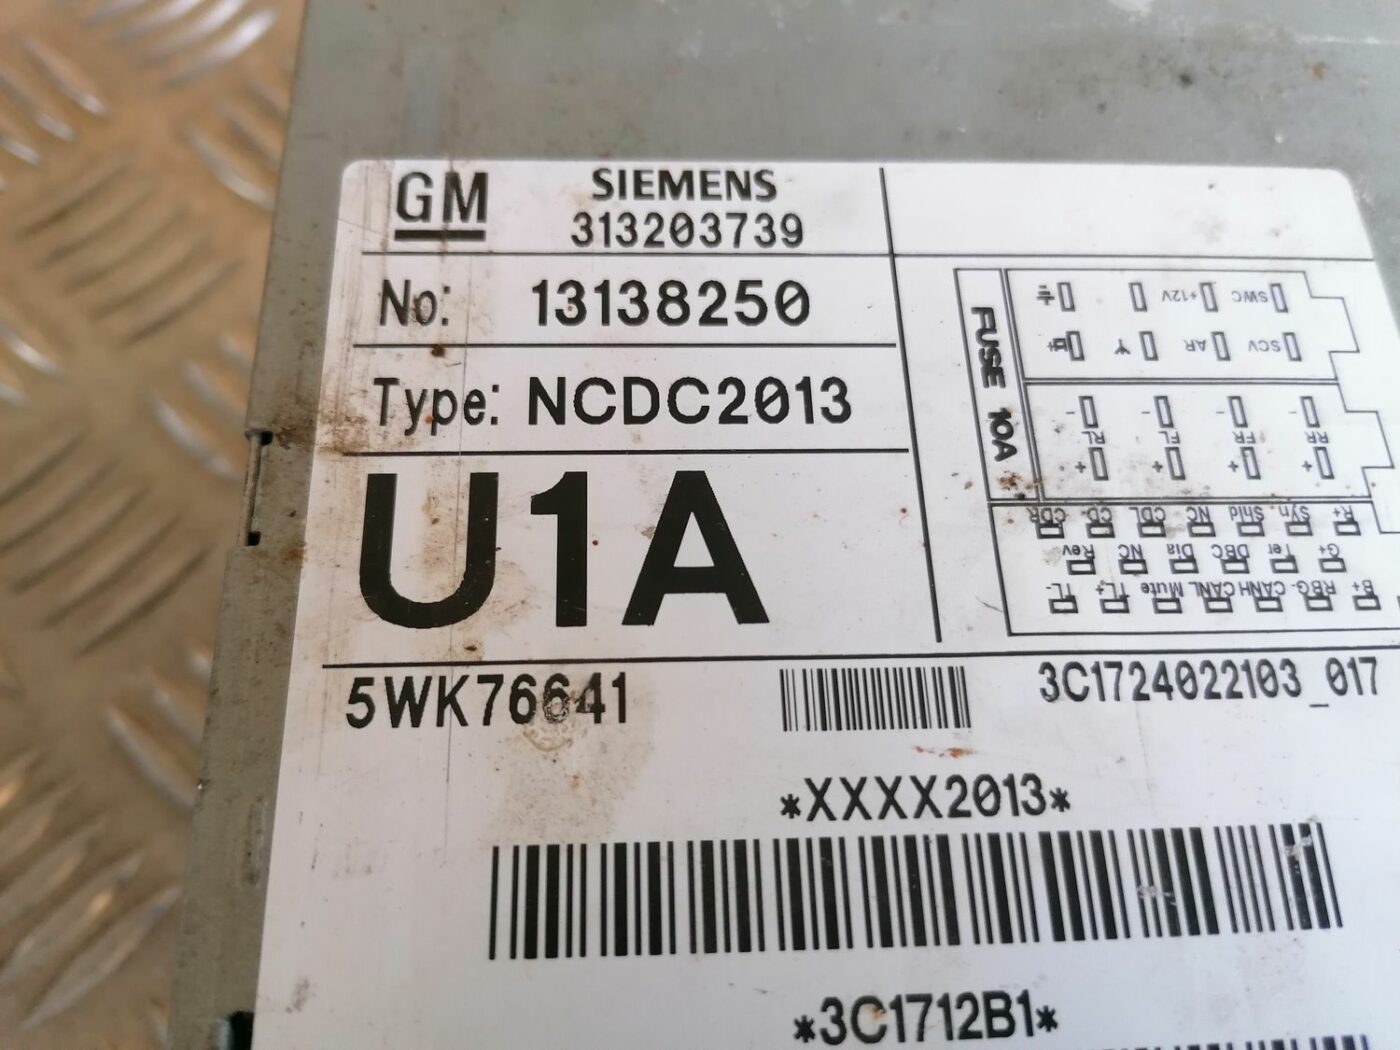 GM
SIEMENS
313203739
No: 13138250
Type: NCDC2013
U1A
FUSE 10A
+12V SWC
AR SCV
- - - -
RL FL FR RR
+ + + +
CDR CD- CDL NC Shld Syn R+
Rev NC Dia DBC Ter G+
TL- TL+ Mute CANL CANH RBG- B+
5WK76641
3C1724022103_017
*XXXX2013*
*3C1712B1*